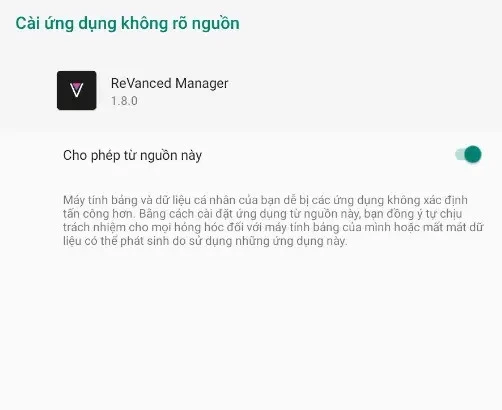 Cài ứng dụng không rõ nguồn
ReVanced Manager
1.8.0
Cho phép từ nguồn này
Máy tính bảng và dữ liệu cá nhân của bạn dễ bị các ứng dụng không xác định
tấn công hơn. Bằng cách cài đặt ứng dụng từ nguồn này, bạn đồng ý tự chịu
trách nhiệm cho mọi hỏng hóc đối với máy tính bảng của mình hoặc mất mát dữ
liệu có thể phát sinh do sử dụng những ứng dụng này.